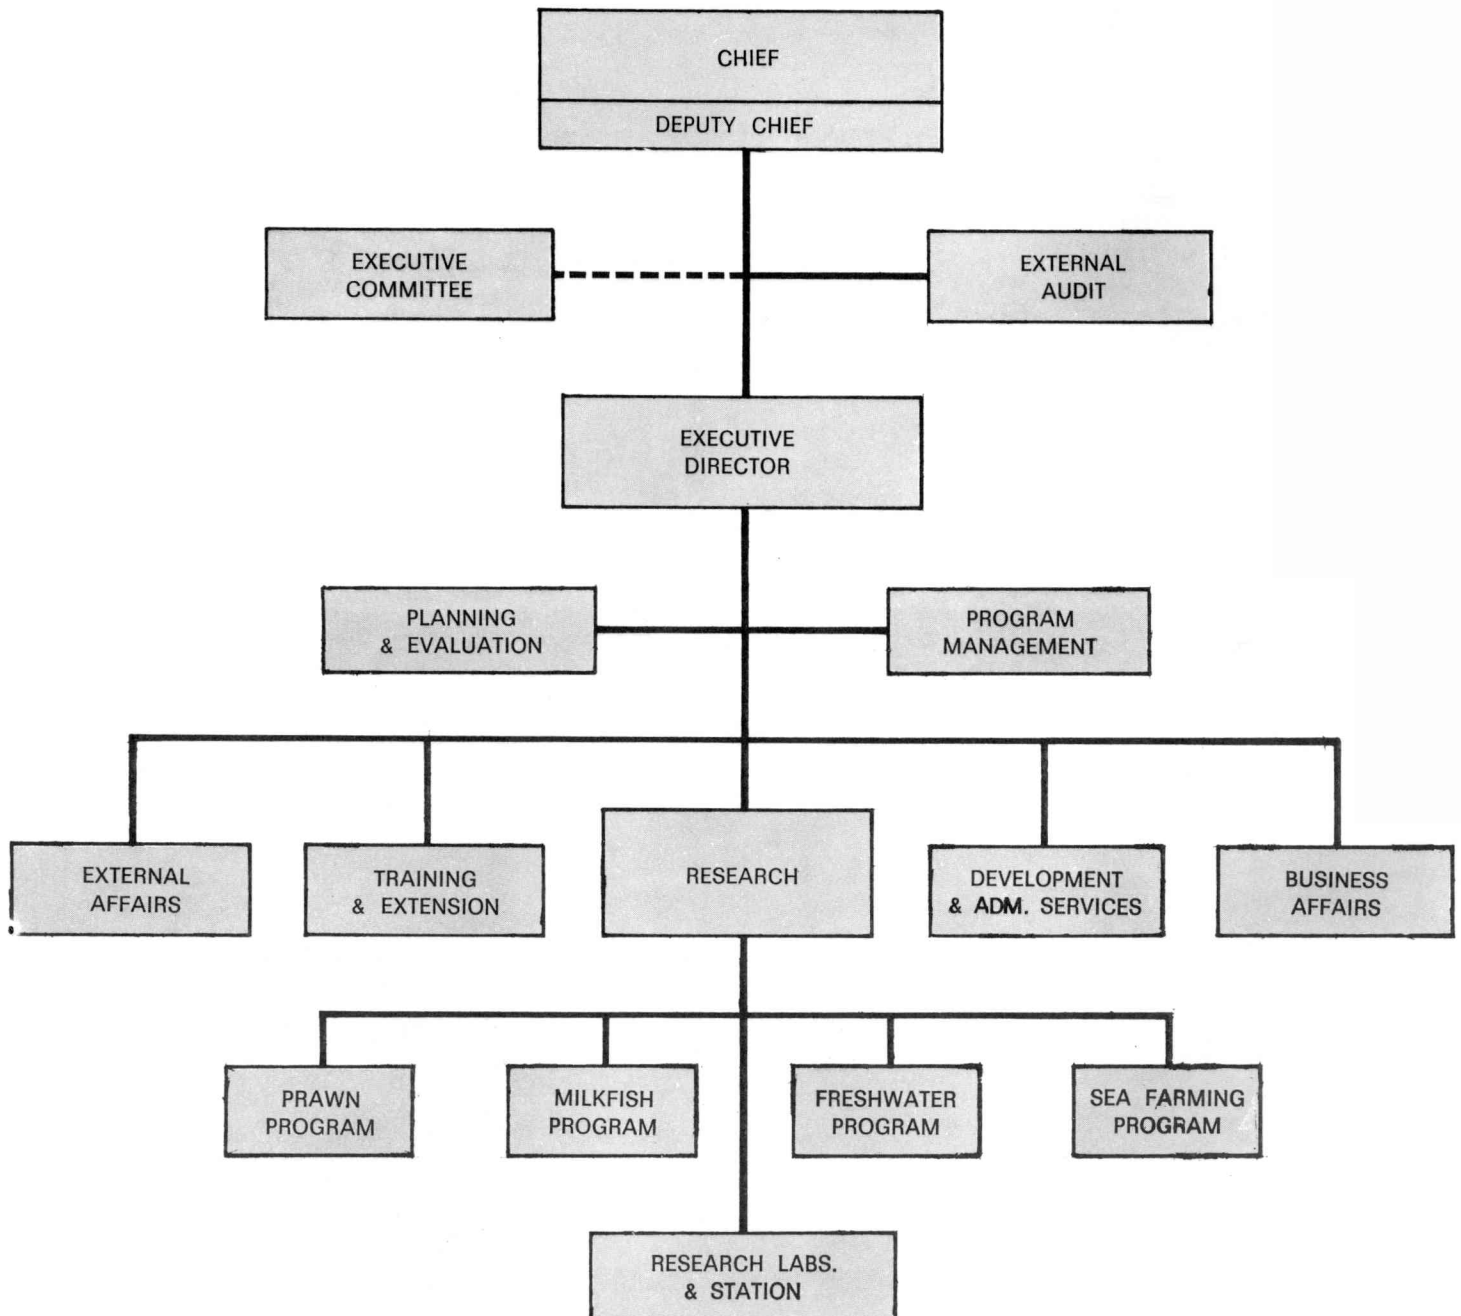 CHIEF
DEPUTY CHIEF
EXECUTIVE
COMMITTEE
EXTERNAL
AUDIT
EXECUTIVE
DIRECTOR
PLANNING
& EVALUATION
PROGRAM
MANAGEMENT
EXTERNAL
AFFAIRS
TRAINING
& EXTENSION
RESEARCH
DEVELOPMENT
& ADM. SERVICES
BUSINESS
AFFAIRS
PRAWN
PROGRAM
MILKFISH
PROGRAM
FRESHWATER
PROGRAM
SEA FARMING
PROGRAM
RESEARCH LABS.
& STATION